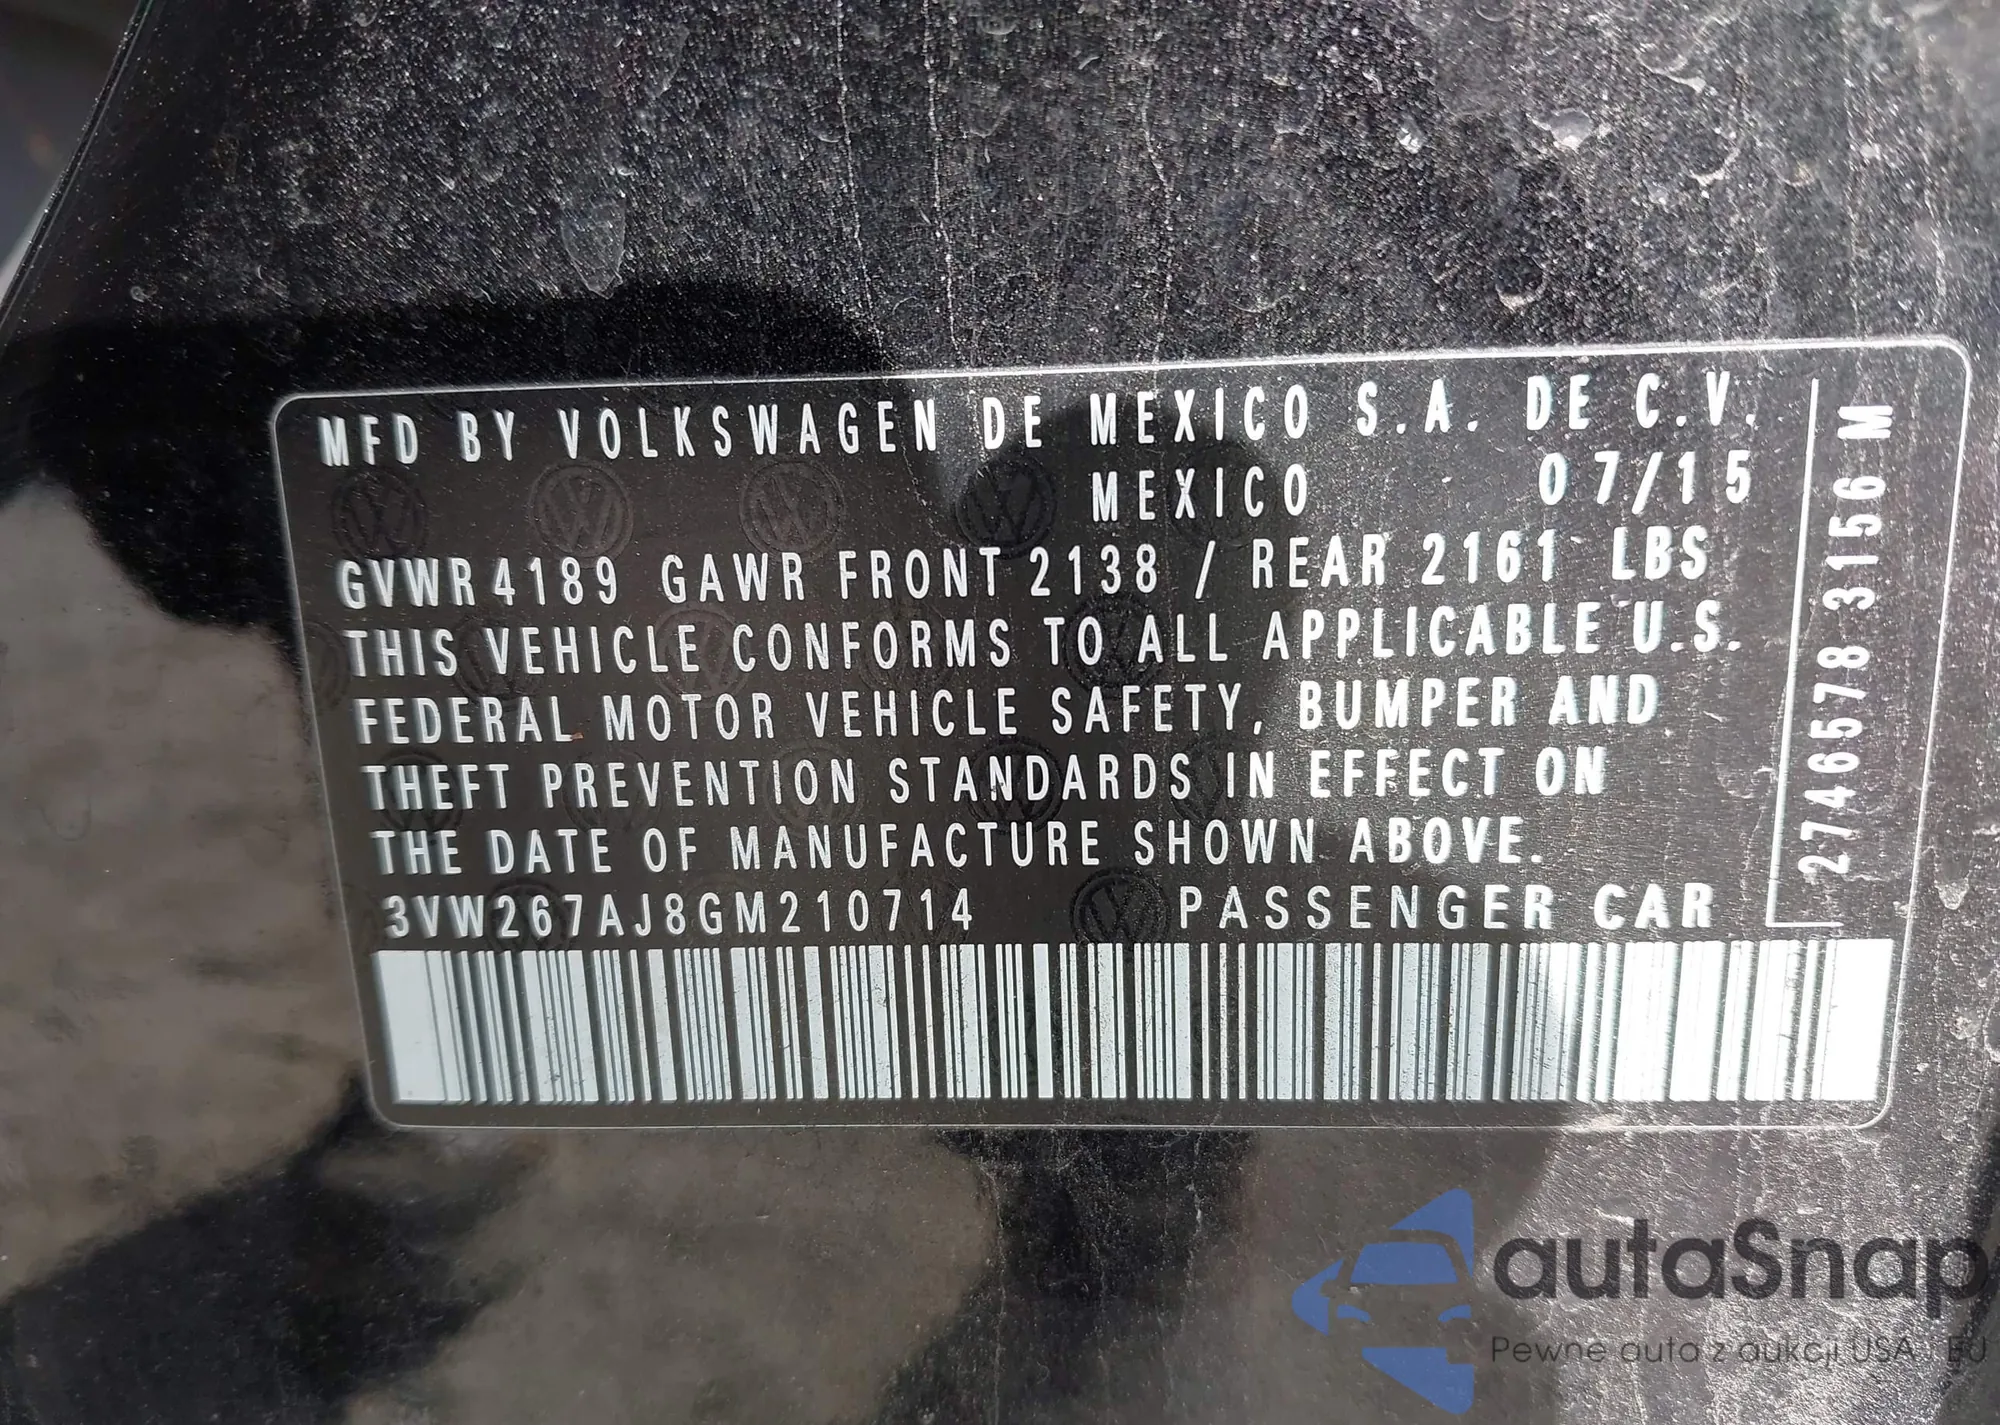 MFD BY VOLKSWAGEN DE MEXICO S.A. DE C.V.
MEXICO 07/15
GVWR 4189 GAWR FRONT 2138 / REAR 2161 LBS
THIS VEHICLE CONFORMS TO ALL APPLICABLE U.S.
FEDERAL MOTOR VEHICLE SAFETY, BUMPER AND
THEFT PREVENTION STANDARDS IN EFFECT ON
THE DATE OF MANUFACTURE SHOWN ABOVE.
3VW267AJ8GM210714 PASSENGER CAR
2746578 3156 M
autaSnap
Pewne auta z aukcji USA i EU